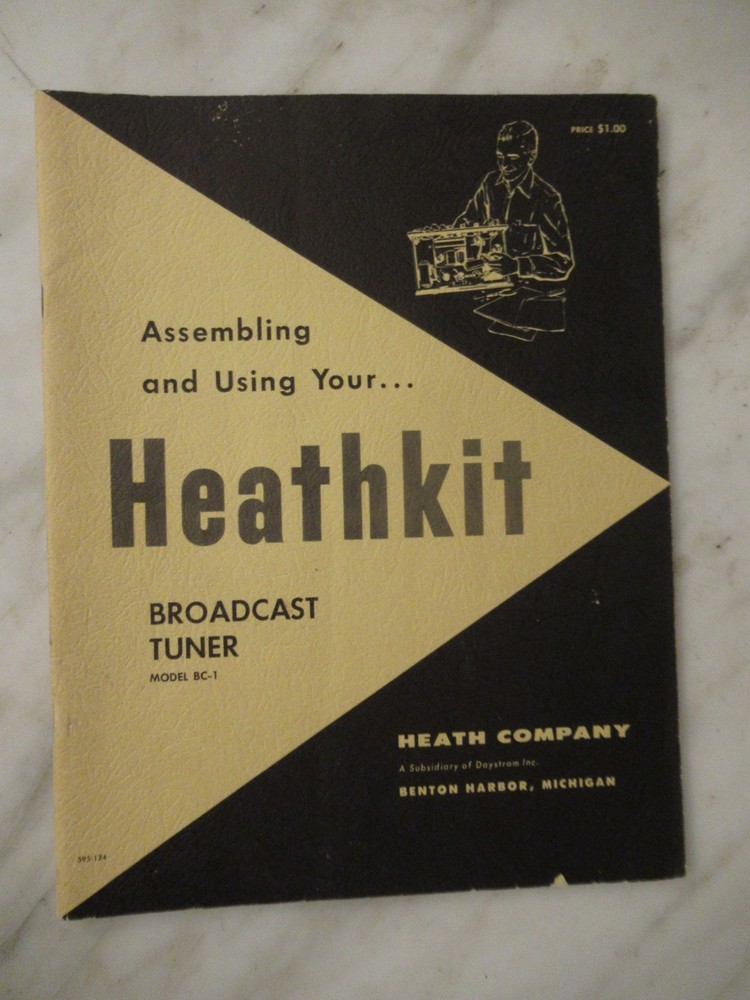 PRICE $1.00
Assembling
and Using Your...
Heathkit
BROADCAST
TUNER
MODEL BC-1
HEATH COMPANY
A Subsidiary of Daystrom Inc.
BENTON HARBOR, MICHIGAN
595-134